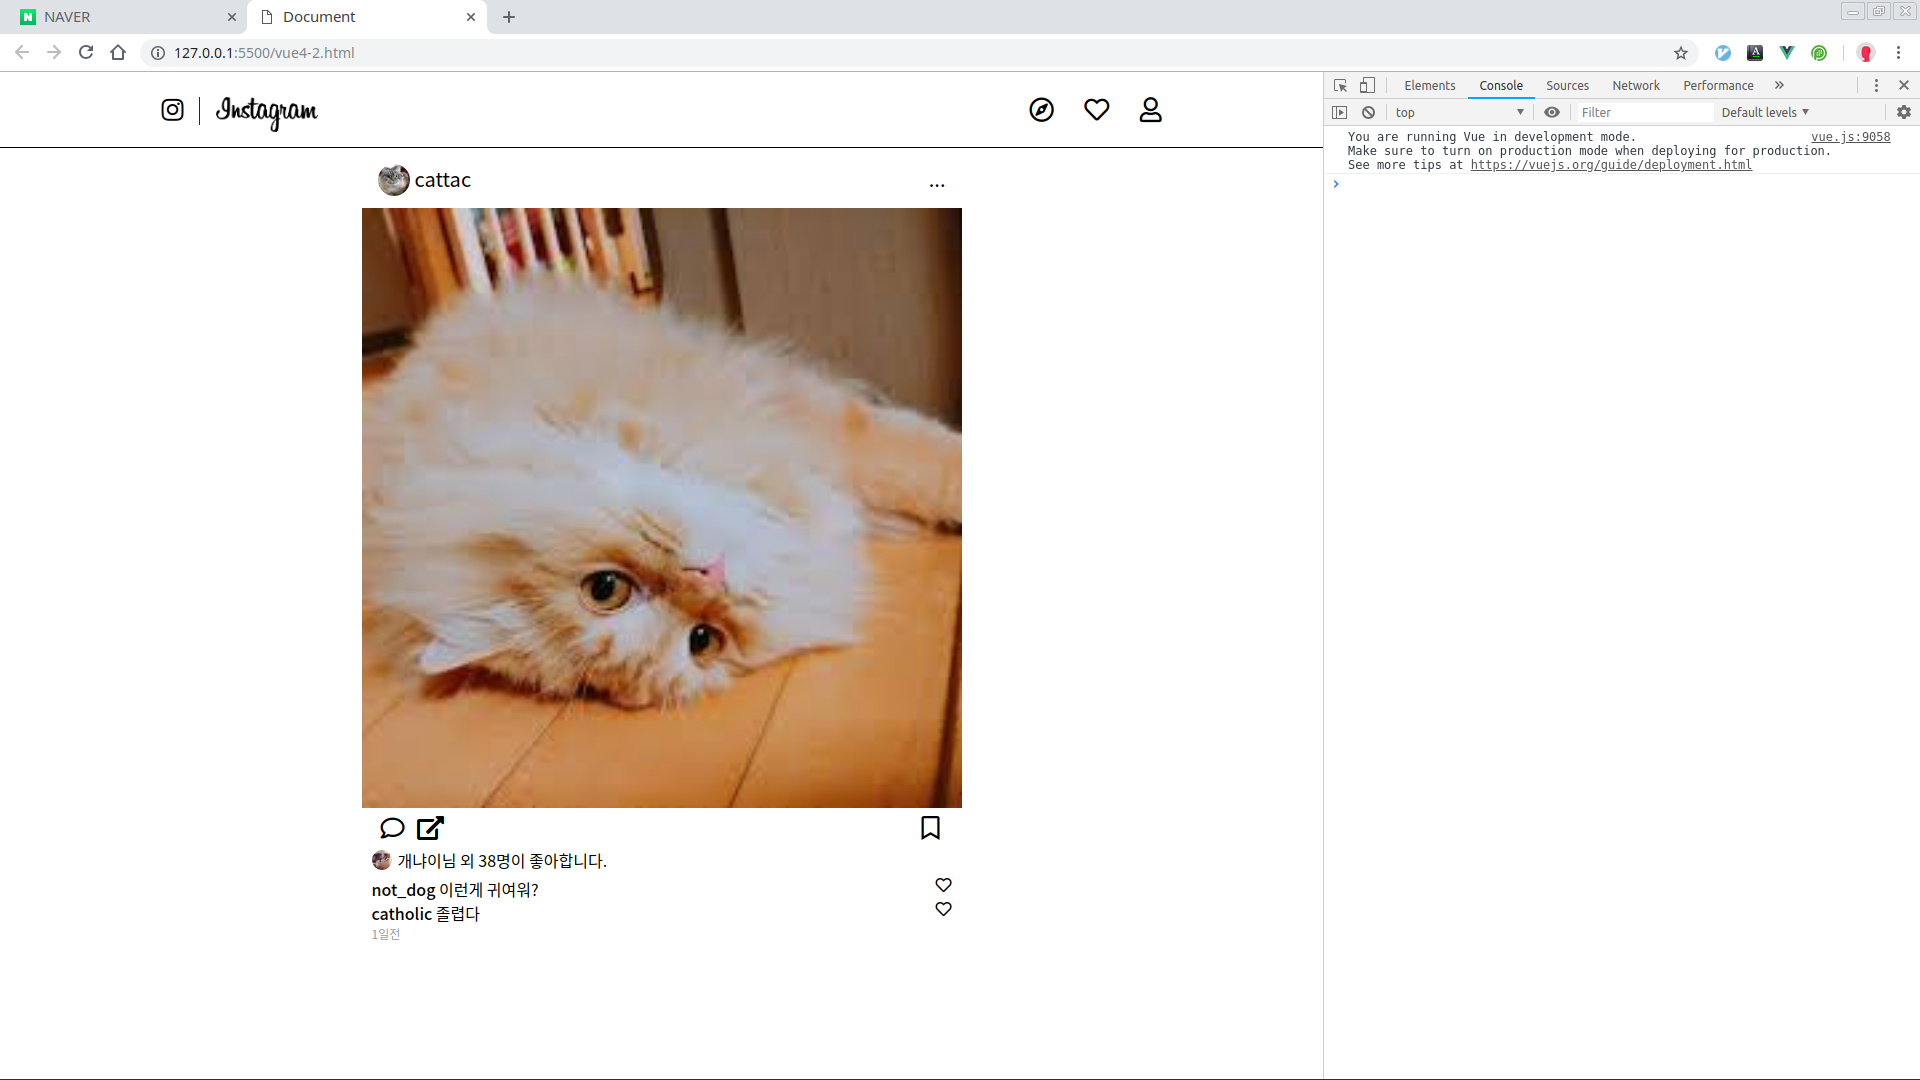 NAVER
Document
127.0.0.1:5500/vue4-2.html
Instagram
cattac
...
개냐이님 외 38명이 좋아합니다.
not_dog 이런게 귀여워?
catholic 졸렵다
1일전
Elements Console Sources Network Performance »
top Filter Default levels
You are running Vue in development mode. vue.js:9058
Make sure to turn on production mode when deploying for production.
See more tips at https://vuejs.org/guide/deployment.html